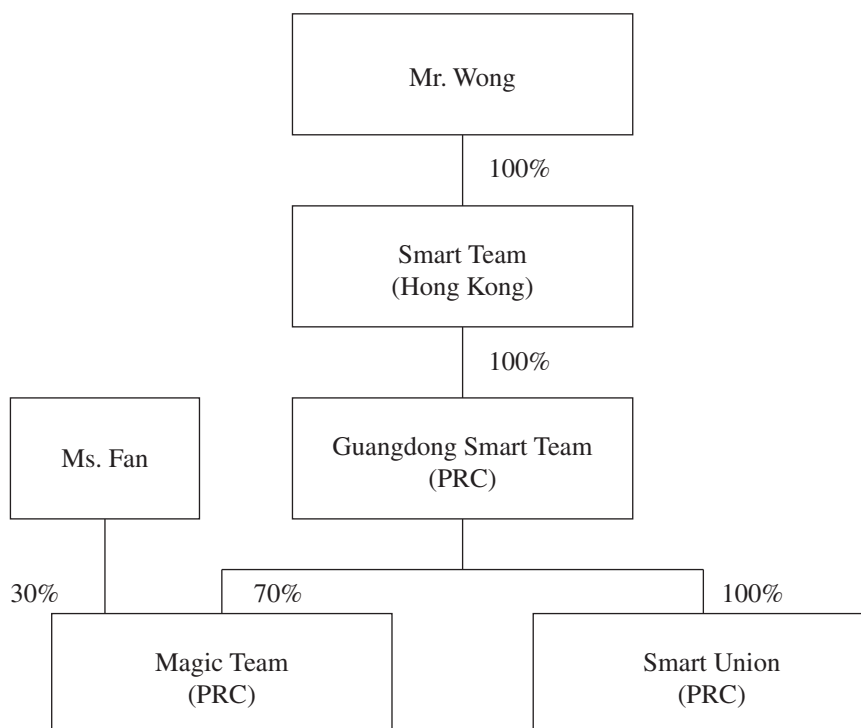 Mr. Wong
100%
Smart Team
(Hong Kong)
100%
Ms. Fan
Guangdong Smart Team
(PRC)
30%
70%
100%
Magic Team
(PRC)
Smart Union
(PRC)